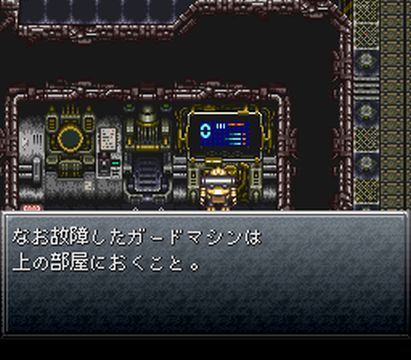 なお故障したガードマシンは
上の部屋におくこと。